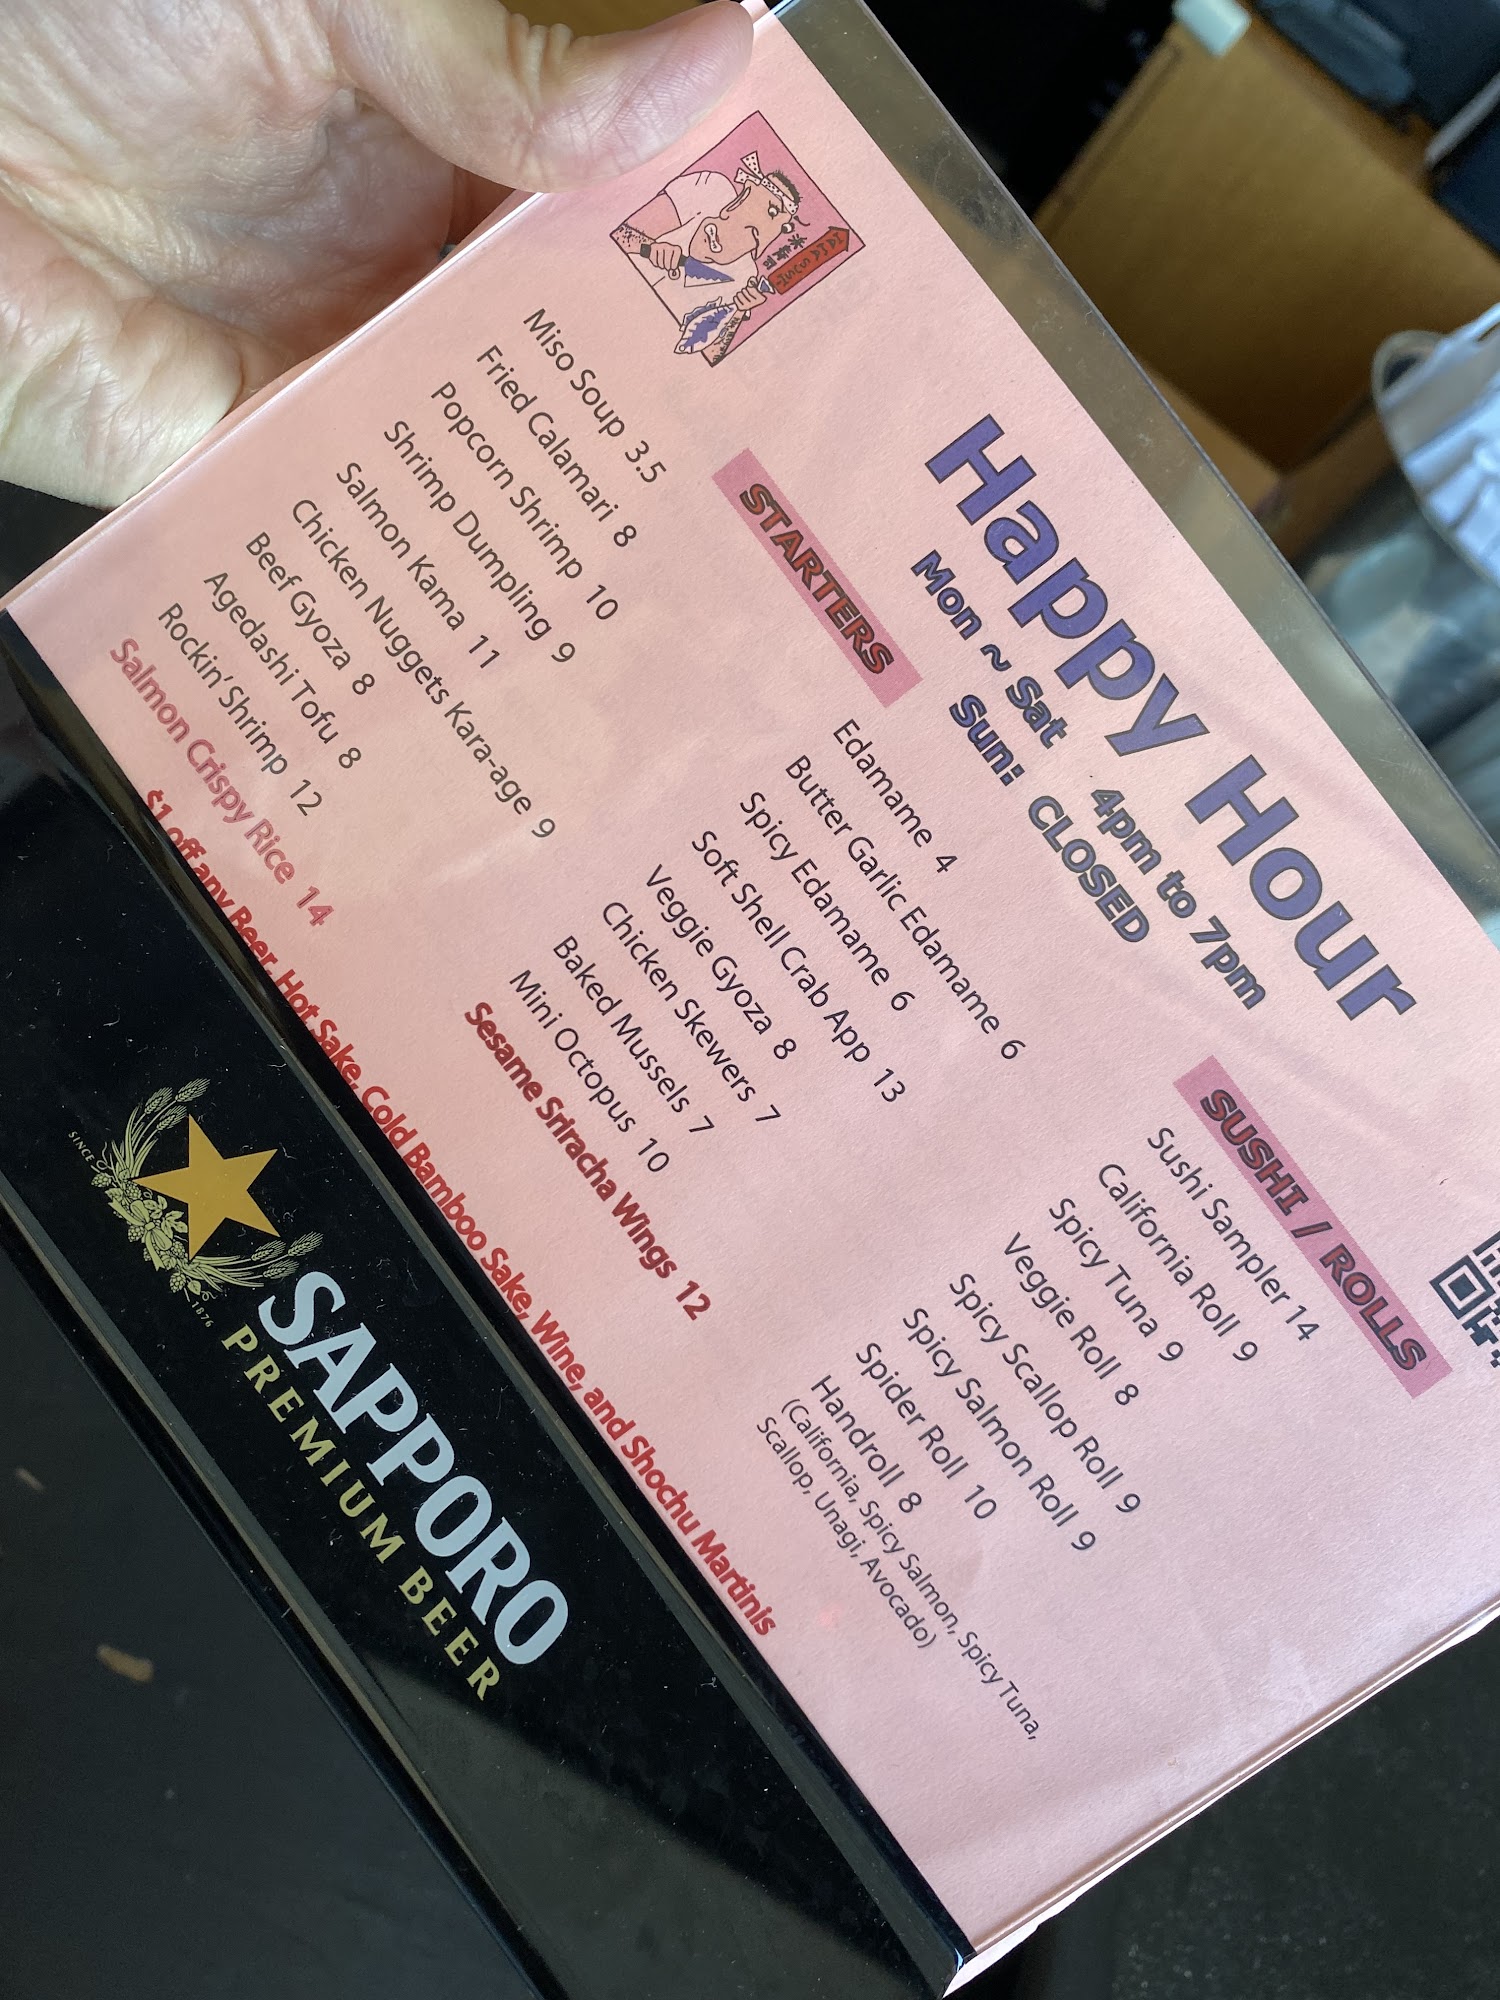 Happy Hour
Mon ~ Sat 4pm to 7pm
Sun: CLOSED
STARTERS
Miso Soup 3.5
Fried Calamari 8
Popcorn Shrimp 10
Shrimp Dumpling 9
Salmon Kama 11
Chicken Nuggets Kara-age 9
Beef Gyoza 8
Agedashi Tofu 8
Rockin' Shrimp 12
Salmon Crispy Rice 14
Edamame 4
Butter Garlic Edamame 6
Spicy Edamame 6
Soft Shell Crab App 13
Veggie Gyoza 8
Chicken Skewers 7
Baked Mussels 7
Mini Octopus 10
Sesame Sriracha Wings 12
SUSHI / ROLLS
Sushi Sampler 14
California Roll 9
Spicy Tuna 9
Veggie Roll 8
Spicy Scallop Roll 9
Spicy Salmon Roll 9
Spider Roll 10
Handroll 8
(California, Spicy Salmon, Spicy Tuna,
Scallop, Unagi, Avocado)
$1 off any Beer, Hot Sake, Cold Bamboo Sake, Wine, and Shochu Martinis
SINCE 1876
SAPPORO
PREMIUM BEER